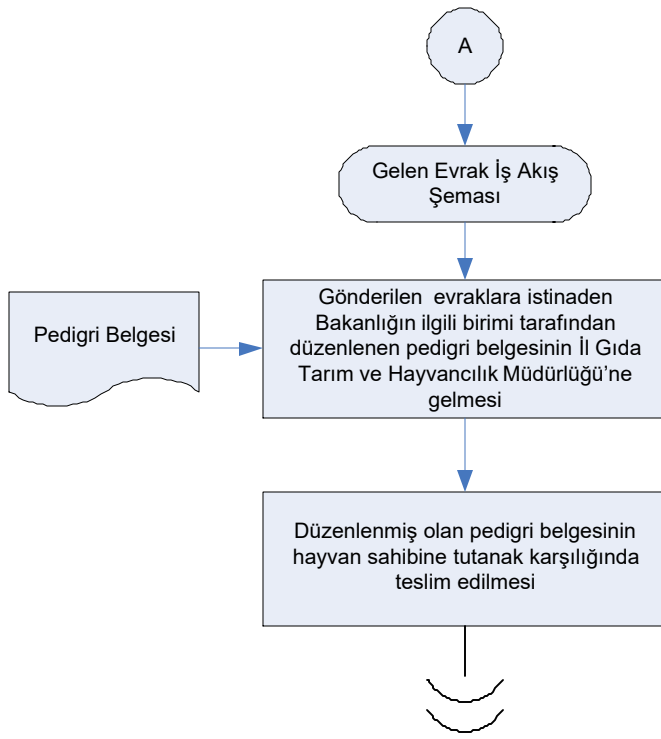 A
Gelen Evrak İş Akış
Şeması
Pedigri Belgesi
Gönderilen evraklara istinaden
Bakanlığın ilgili birimi tarafından
düzenlenen pedigri belgesinin İl Gıda
Tarım ve Hayvancılık Müdürlüğü’ne
gelmesi
Düzenlenmiş olan pedigri belgesinin
hayvan sahibine tutanak karşılığında
teslim edilmesi